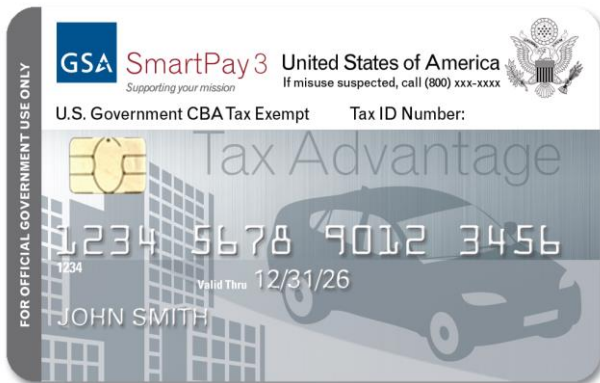 GSA SmartPay 3 United States of America
Supporting your mission If misuse suspected, call (800) xxx-xxxx
U.S. Government CBA Tax Exempt Tax ID Number:
Tax Advantage
1234 5678 9012 3456
1234
Valid Thru 12/31/26
JOHN SMITH
FOR OFFICIAL GOVERNMENT USE ONLY